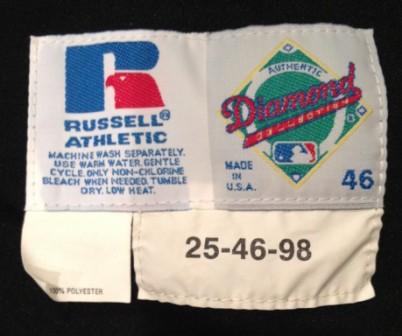 RUSSELL®
ATHLETIC
MACHINE WASH SEPARATELY.
USE WARM WATER, GENTLE
CYCLE. ONLY NON-CHLORINE
BLEACH WHEN NEEDED. TUMBLE
DRY, LOW HEAT.
AUTHENTIC
Diamond
COLLECTION
MADE
IN
U.S.A.
46
100% POLYESTER
25-46-98